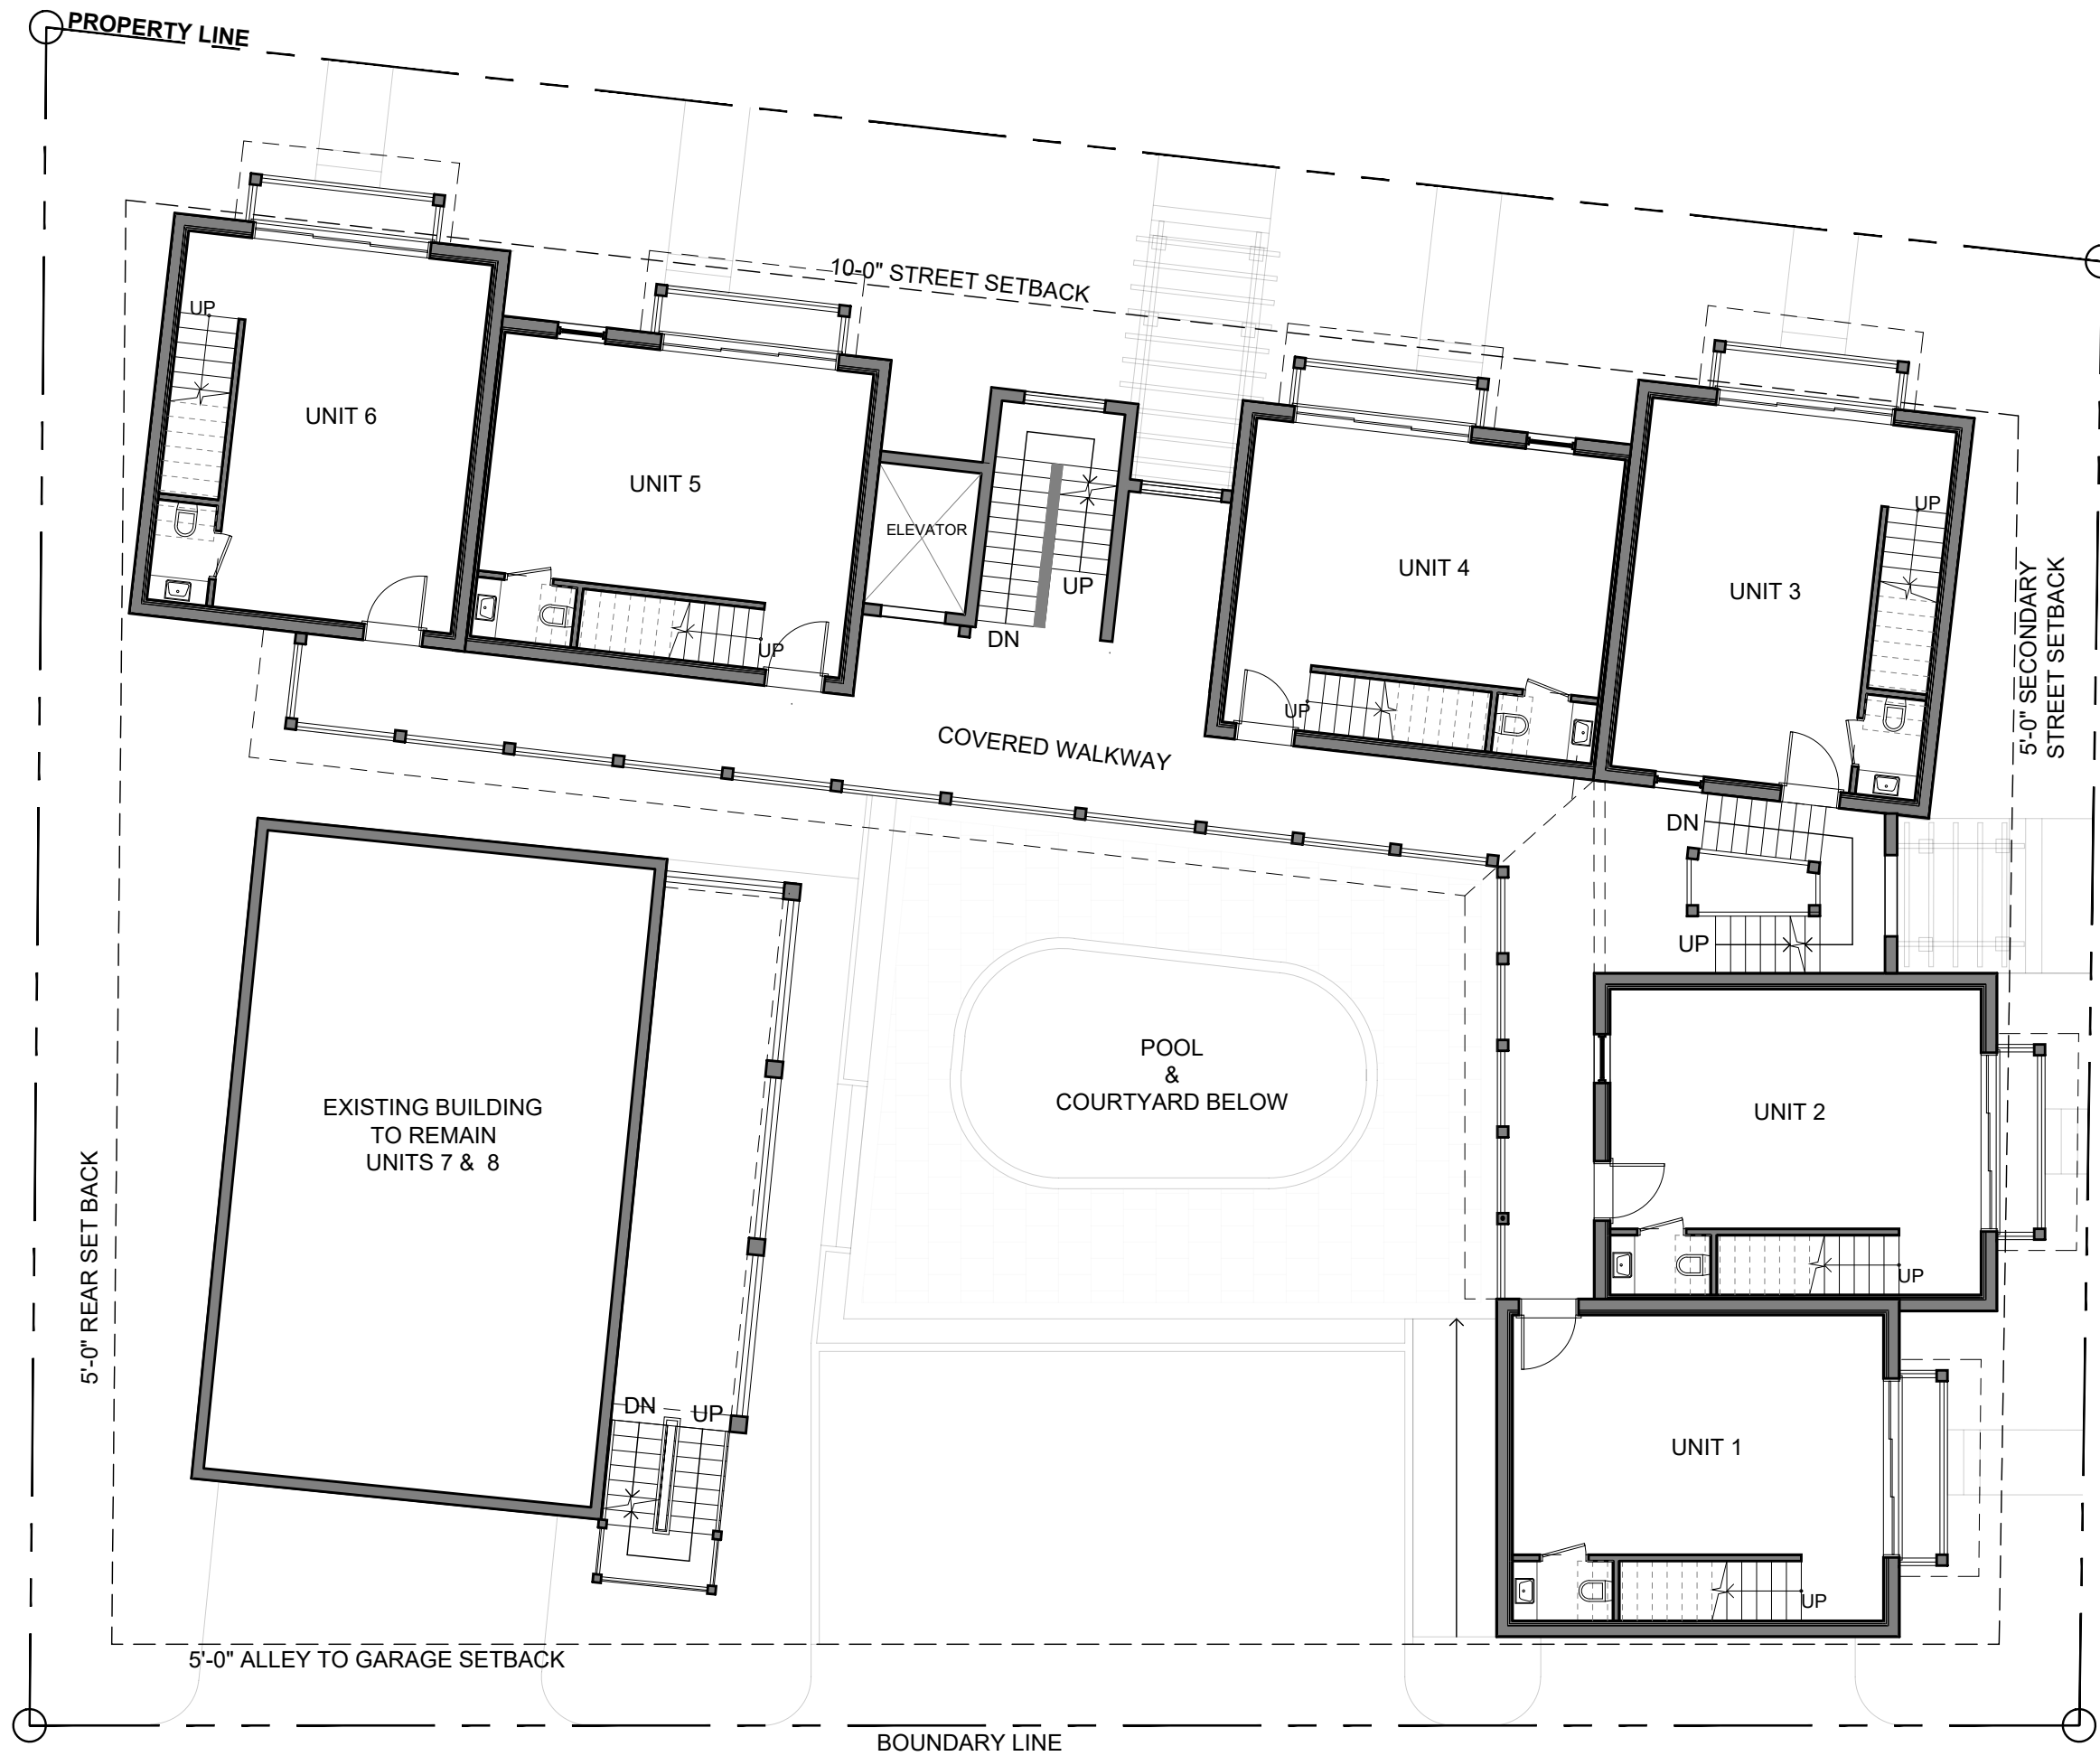 PROPERTY LINE
10-0" STREET SETBACK
UP
UNIT 6
UNIT 5
ELEVATOR
UP
DN
UP
UNIT 4
UP
UP
UNIT 3
5'-0" SECONDARY
STREET SETBACK
COVERED WALKWAY
DN
UP
POOL
&
COURTYARD BELOW
EXISTING BUILDING
TO REMAIN
UNITS 7 & 8
UNIT 2
UP
5'-0" REAR SET BACK
DN
UP
UNIT 1
UP
5'-0" ALLEY TO GARAGE SETBACK
BOUNDARY LINE